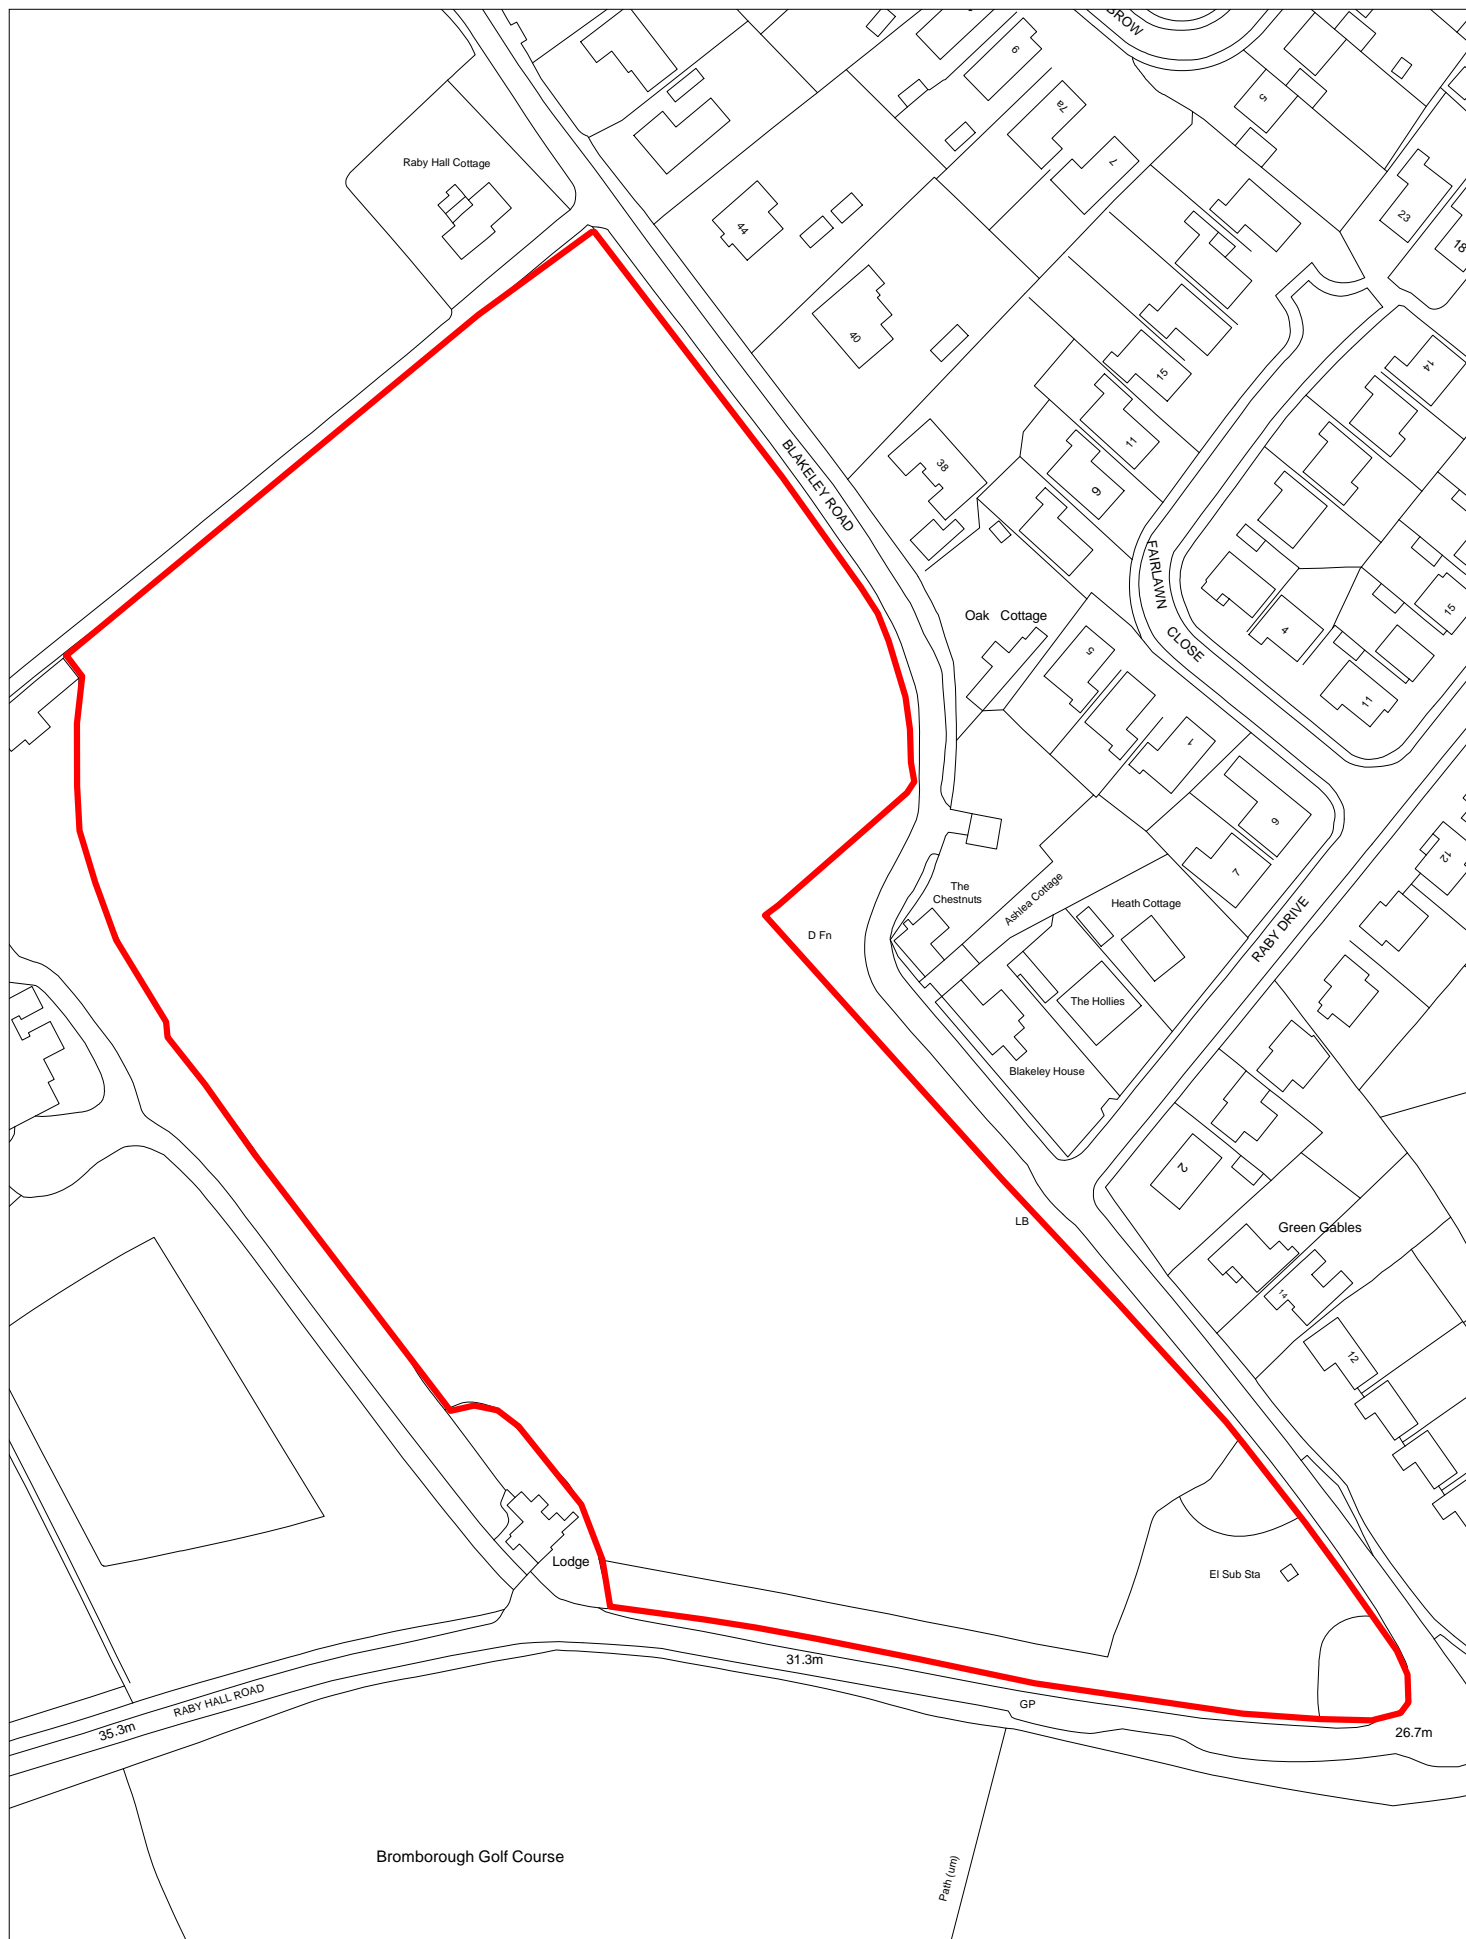 BROW
9
7a
5
7
Raby Hall Cottage
23
18
44
40
15
14
11
38
BLAKELEY ROAD
9
FAIRLAWN
CLOSE
15
Oak Cottage
4
5
11
1
9
7
12
The
Chestnuts
Ashlea Cottage
Heath Cottage
D Fn
RABY DRIVE
The Hollies
Blakeley House
2
LB
Green Gables
14
12
Lodge
El Sub Sta
31.3m
RABY HALL ROAD
GP
35.3m
26.7m
Bromborough Golf Course
Path (um)